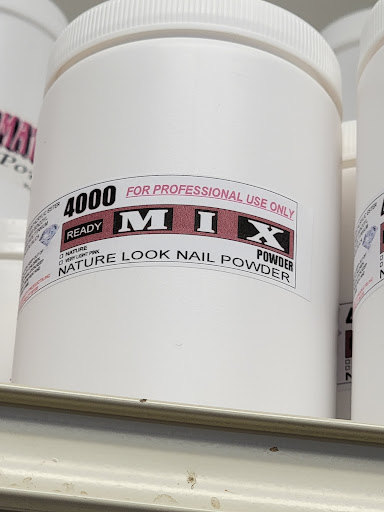 4000 FOR PROFESSIONAL USE ONLY
READY MIX
□ NATURE
□ VERY LIGHT PINK
POWDER
NATURE LOOK NAIL POWDER